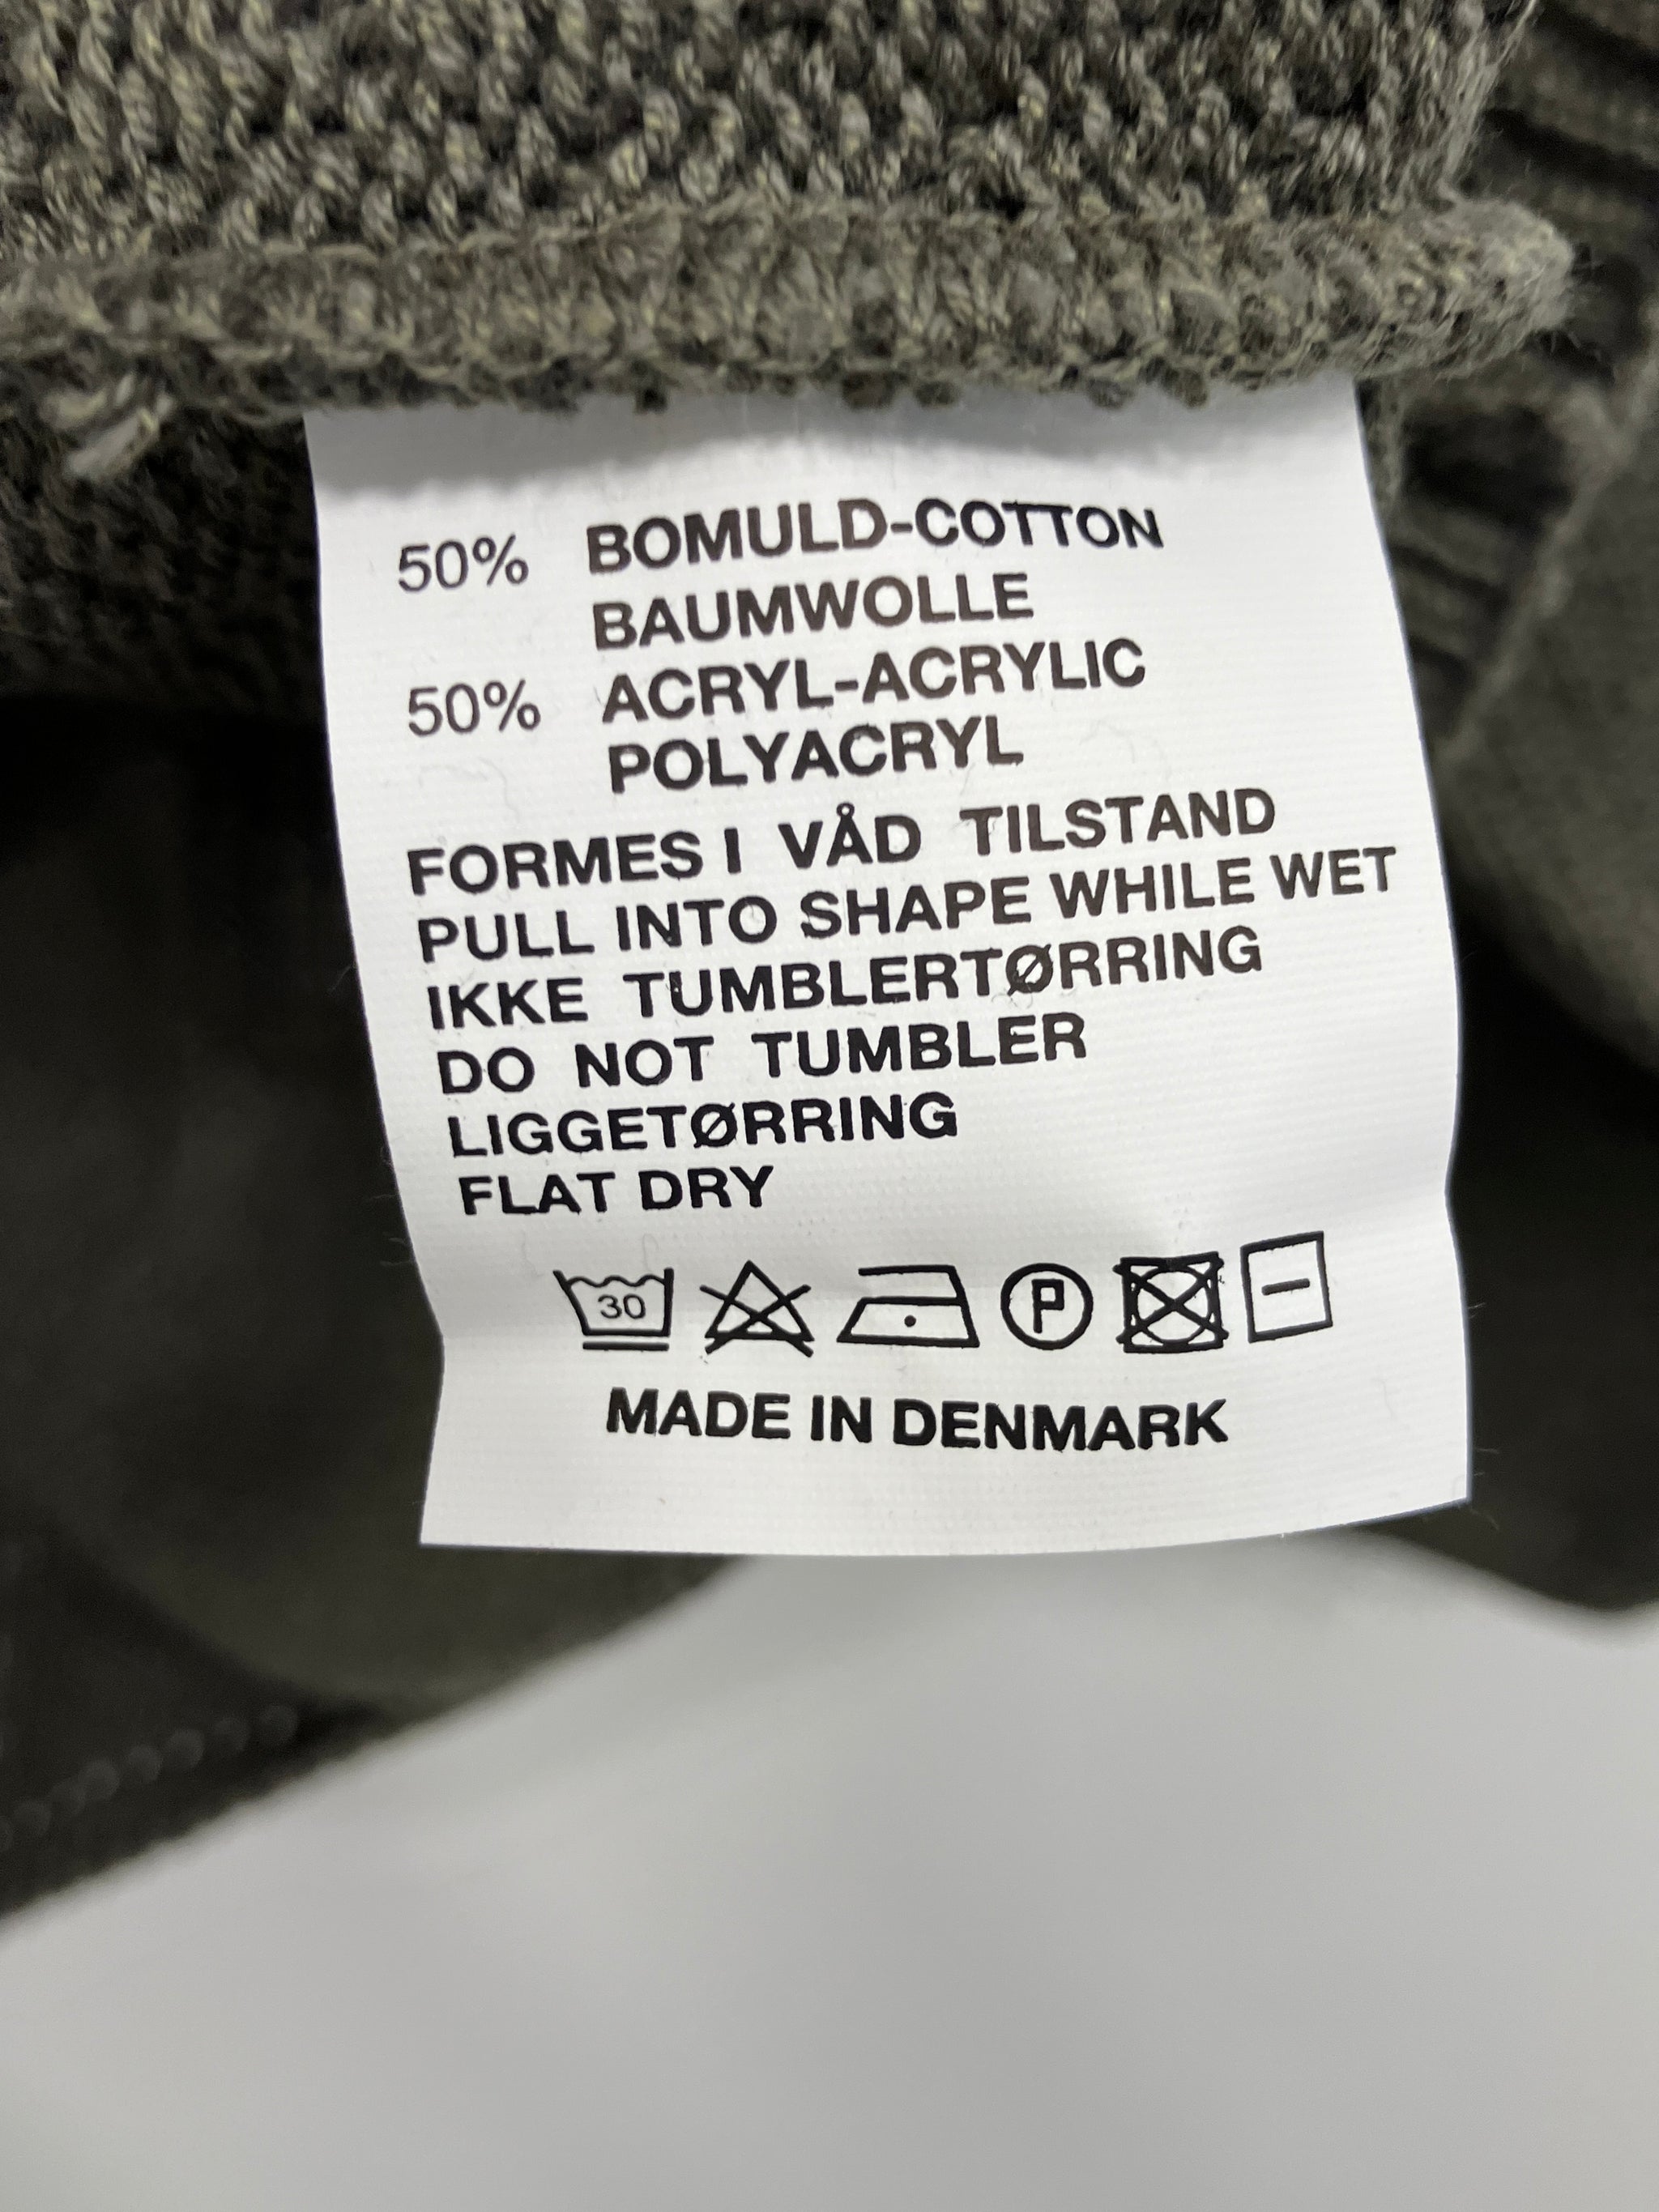 50% BOMULD-COTTON
BAUMWOLLE
50% ACRYL-ACRYLIC
POLYACRYL
FORMES I VÅD TILSTAND
PULL INTO SHAPE WHILE WET
IKKE TUMBLERTØRRING
DO NOT TUMBLER
LIGGETØRRING
FLAT DRY
30 P
MADE IN DENMARK